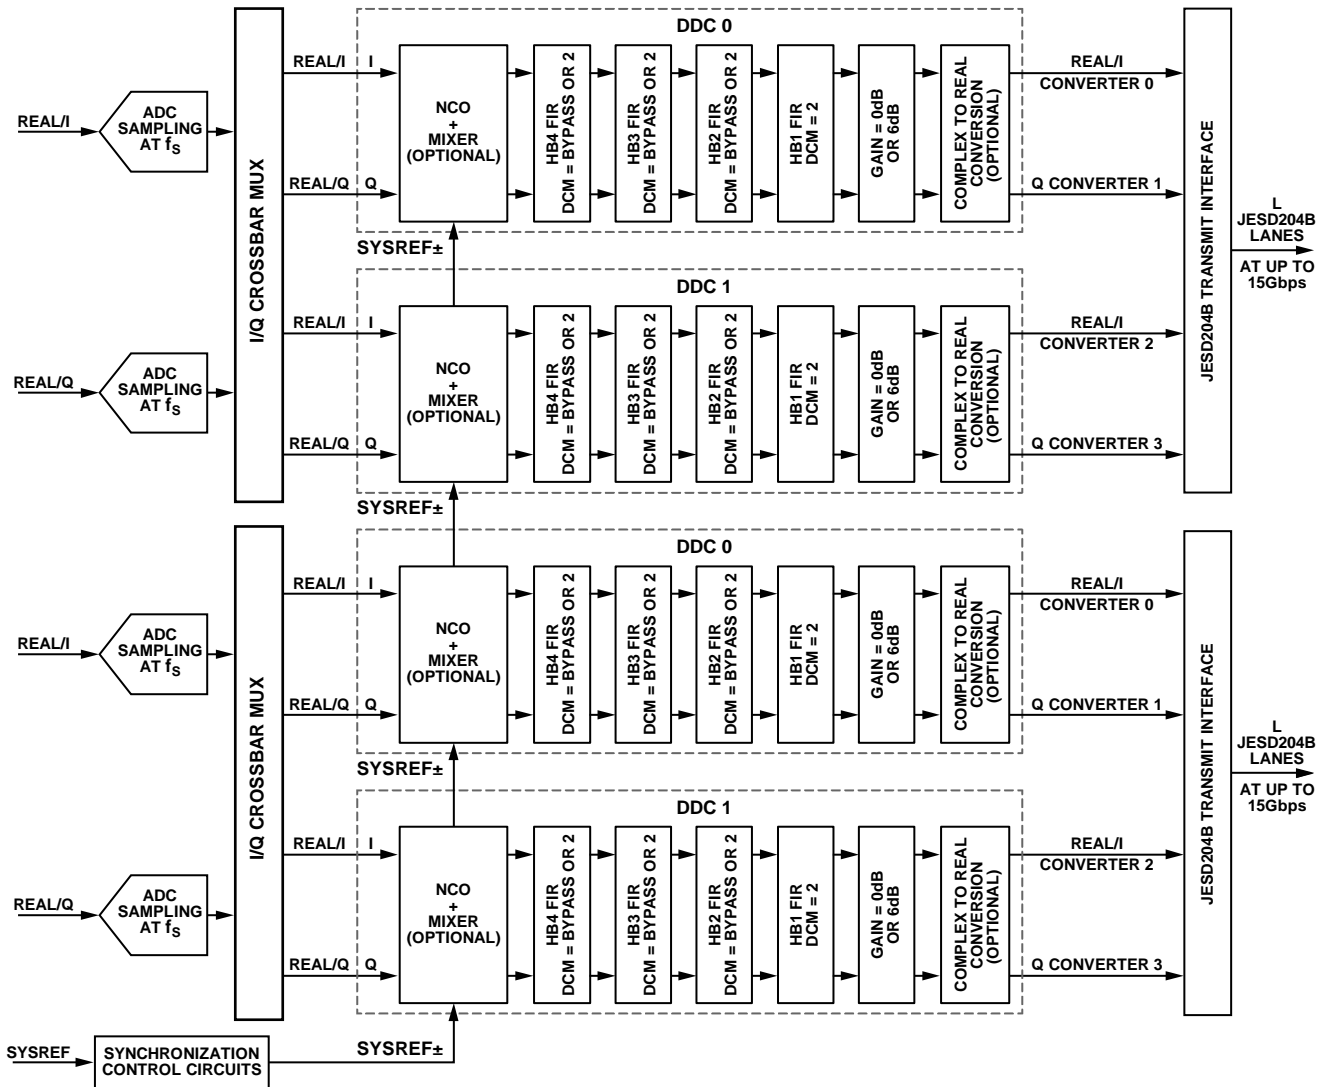 DDC 0
REAL/I
ADC
SAMPLING
AT fS
I/Q CROSSBAR MUX
REAL/I I
REAL/Q Q
NCO
+
MIXER
(OPTIONAL)
HB4 FIR
DCM = BYPASS OR 2
HB3 FIR
DCM = BYPASS OR 2
HB2 FIR
DCM = BYPASS OR 2
HB1 FIR
DCM = 2
GAIN = 0dB
OR 6dB
COMPLEX TO REAL
CONVERSION
(OPTIONAL)
REAL/I
CONVERTER 0
Q CONVERTER 1
JESD204B TRANSMIT INTERFACE
L
JESD204B
LANES
AT UP TO
15Gbps
SYSREF±
DDC 1
REAL/Q
ADC
SAMPLING
AT fS
REAL/I I
REAL/Q Q
NCO
+
MIXER
(OPTIONAL)
HB4 FIR
DCM = BYPASS OR 2
HB3 FIR
DCM = BYPASS OR 2
HB2 FIR
DCM = BYPASS OR 2
HB1 FIR
DCM = 2
GAIN = 0dB
OR 6dB
COMPLEX TO REAL
CONVERSION
(OPTIONAL)
REAL/I
CONVERTER 2
Q CONVERTER 3
SYSREF±
DDC 0
REAL/I
ADC
SAMPLING
AT fS
I/Q CROSSBAR MUX
REAL/I I
REAL/Q Q
NCO
+
MIXER
(OPTIONAL)
HB4 FIR
DCM = BYPASS OR 2
HB3 FIR
DCM = BYPASS OR 2
HB2 FIR
DCM = BYPASS OR 2
HB1 FIR
DCM = 2
GAIN = 0dB
OR 6dB
COMPLEX TO REAL
CONVERSION
(OPTIONAL)
REAL/I
CONVERTER 0
Q CONVERTER 1
JESD204B TRANSMIT INTERFACE
L
JESD204B
LANES
AT UP TO
15Gbps
SYSREF±
DDC 1
REAL/Q
ADC
SAMPLING
AT fS
REAL/I I
REAL/Q Q
NCO
+
MIXER
(OPTIONAL)
HB4 FIR
DCM = BYPASS OR 2
HB3 FIR
DCM = BYPASS OR 2
HB2 FIR
DCM = BYPASS OR 2
HB1 FIR
DCM = 2
GAIN = 0dB
OR 6dB
COMPLEX TO REAL
CONVERSION
(OPTIONAL)
REAL/I
CONVERTER 2
Q CONVERTER 3
SYSREF
SYNCHRONIZATION
CONTROL CIRCUITS
SYSREF±